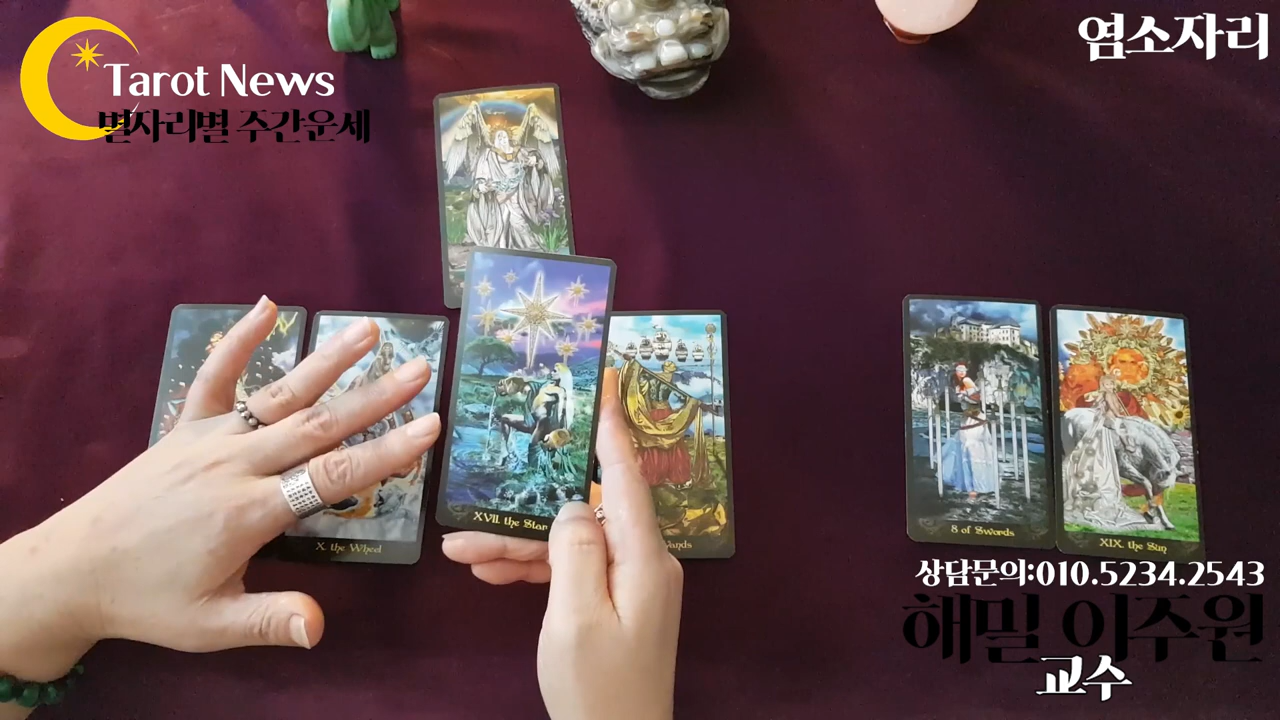 염소자리
Tarot News
별자리별 주간운세
XVII. the Star
X. the Wheel
8 of Swords
XIX. the Sun
상담문의:010.5234.2543
해밀 이주원
교수